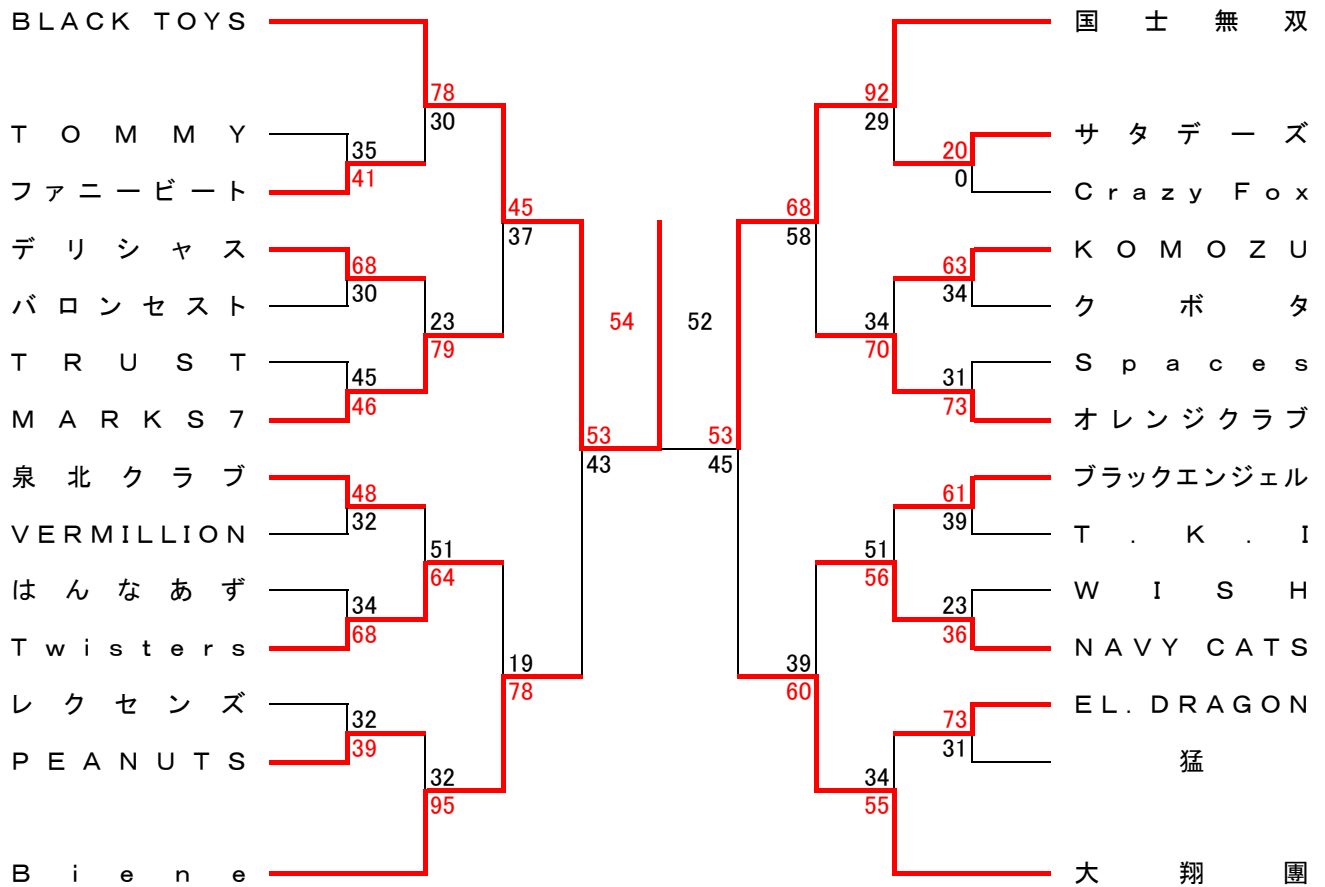 BLACK TOYS 国士無双
78 92
30 29
TOMMY サタデーズ
35 20
41 0
ファニービート Crazy Fox
45 68
37 58
デリシャス KOMOZU
68 63
30 34
バロンセスト クボタ
23 54 52 34
79 70
TRUST Spaces
45 31
46 73
MARKS7 オレンジクラブ
53 53
43 45
泉北クラブ ブラックエンジェル
48 61
32 39
VERMILLION T.K.I
51 51
64 56
はんなあず WISH
34 23
68 36
Twisters NAVY CATS
19 39
78 60
レクセンズ EL.DRAGON
32 73
39 31
PEANUTS 猛
32 34
95 55
Biene 大翔團